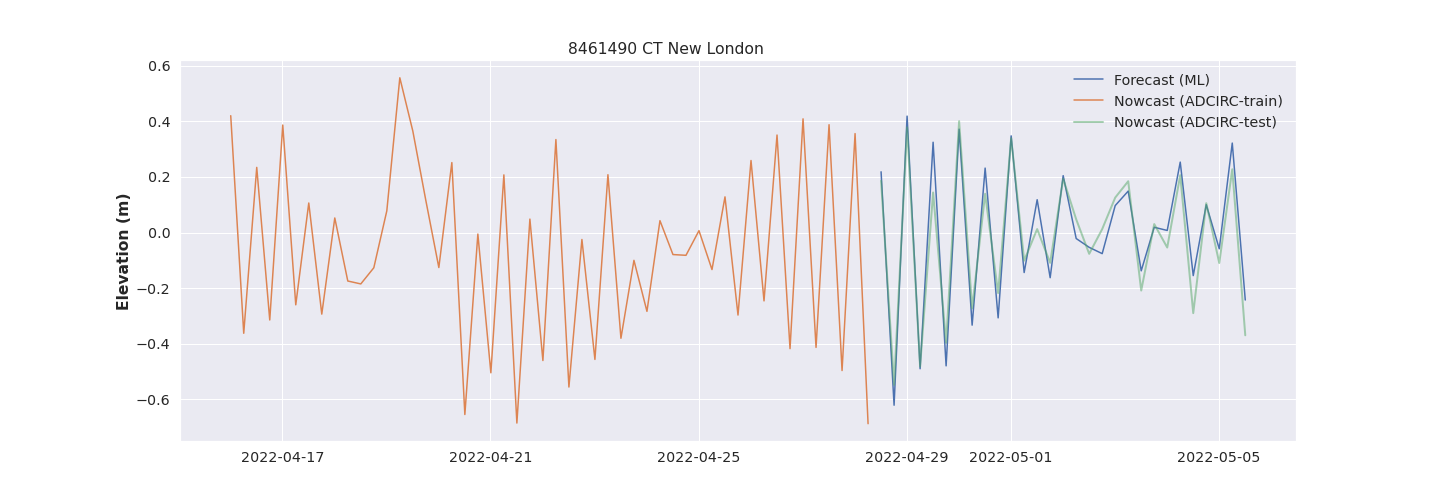 8461490 CT New London
Elevation (m)
0.6
0.4
0.2
0.0
−0.2
−0.4
−0.6
Forecast (ML)
Nowcast (ADCIRC-train)
Nowcast (ADCIRC-test)
2022-04-17 2022-04-21 2022-04-25 2022-04-29 2022-05-01 2022-05-05